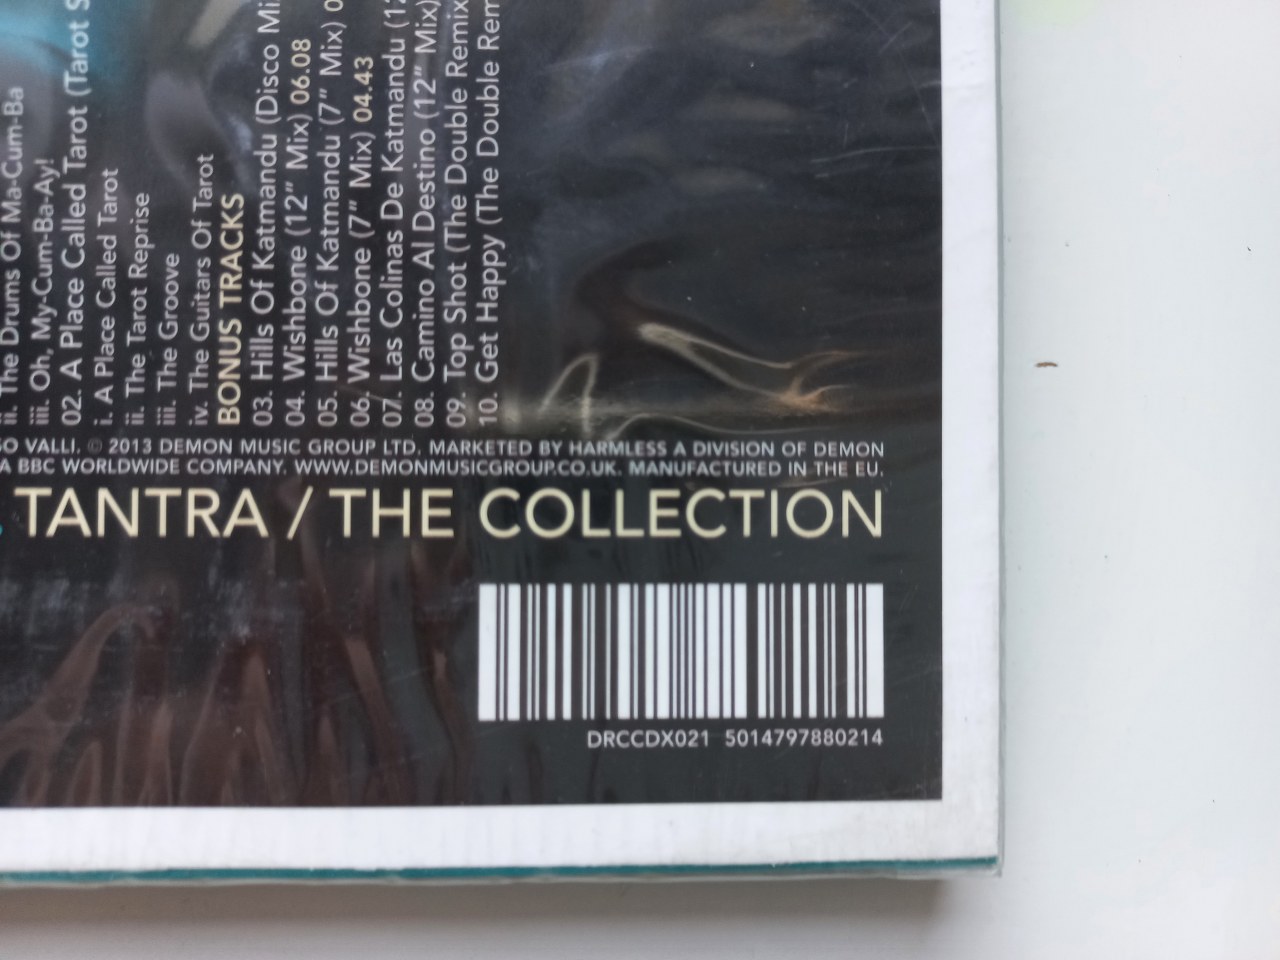 ii. The Drums Of Ma-Cum-Ba
iii. Oh, My-Cum-Ba-Ay!
02. A Place Called Tarot (Tarot S
i. A Place Called Tarot
ii. The Tarot Reprise
iii. The Groove
iv. The Guitars Of Tarot
BONUS TRACKS
03. Hills Of Katmandu (Disco Mi
04. Wishbone (12" Mix) 06.08
05. Hills Of Katmandu (7" Mix) 0
06. Wishbone (7" Mix) 04.43
07. Las Colinas De Katmandu (12
08. Camino Al Destino (12" Mix)
09. Top Shot (The Double Remix
10. Get Happy (The Double Rem
SO VALLI. © 2013 DEMON MUSIC GROUP LTD. MARKETED BY HARMLESS A DIVISION OF DEMON
A BBC WORLDWIDE COMPANY. WWW.DEMONMUSICGROUP.CO.UK. MANUFACTURED IN THE EU.
TANTRA / THE COLLECTION
DRCCDX021 5014797880214